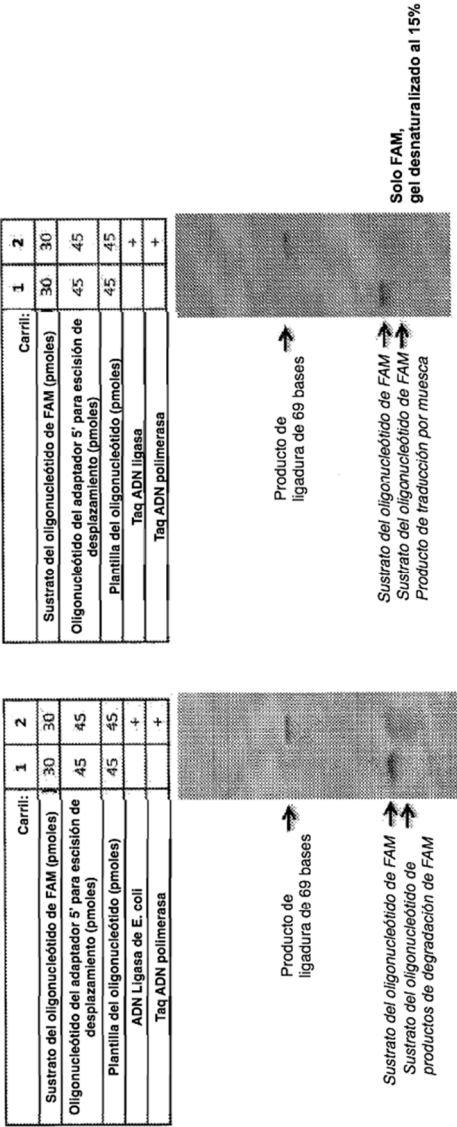 Carril: 1 2
Sustrato del oligonucleótido de FAM (pmoles) 30 30
Oligonucleótido del adaptador 5' para escisión de
desplazamiento (pmoles) 45 45
Plantilla del oligonucleótido (pmoles) 45 45
ADN Ligasa de E. coli +
Taq ADN polimerasa +
Producto de
ligadura de 69 bases
Sustrato del oligonucleótido de FAM
Sustrato del oligonucleótido de
productos de degradación de FAM
Carril: 1 2
Sustrato del oligonucleótido de FAM (pmoles) 30 30
Oligonucleótido del adaptador 5' para escisión de
desplazamiento (pmoles) 45 45
Plantilla del oligonucleótido (pmoles) 45 45
Taq ADN ligasa +
Taq ADN polimerasa +
Producto de
ligadura de 69 bases
Sustrato del oligonucleótido de FAM
Sustrato del oligonucleótido de FAM
Producto de traducción por muesca
Solo FAM,
gel desnaturalizado al 15%